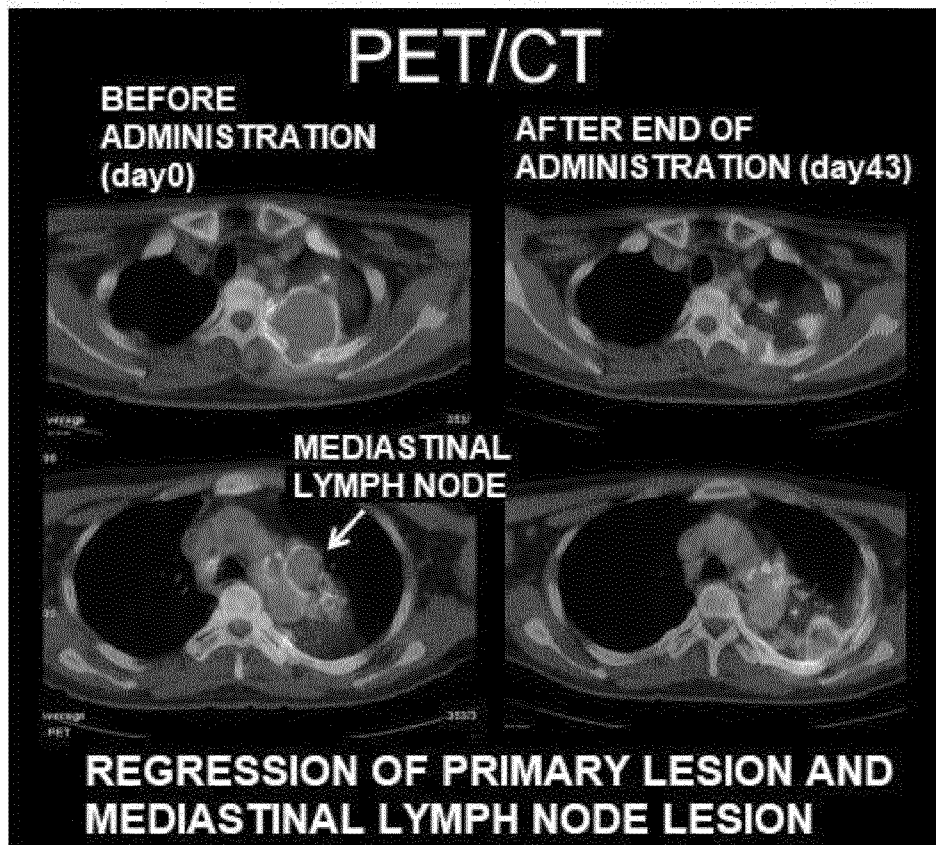 PET/CT
BEFORE
ADMINISTRATION
(day0)
AFTER END OF
ADMINISTRATION (day43)
MEDIASTINAL
LYMPH NODE
PET
REGRESSION OF PRIMARY LESION AND
MEDIASTINAL LYMPH NODE LESION